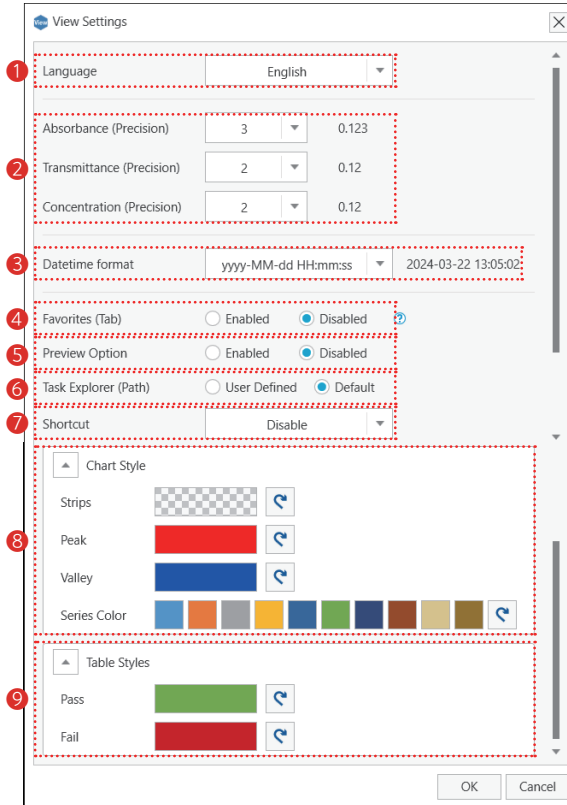 View View Settings
1 Language English
Absorbance (Precision) 3 0.123
2 Transmittance (Precision) 2 0.12
Concentration (Precision) 2 0.12
3 Datetime format yyyy-MM-dd HH:mm:ss 2024-03-22 13:05:02
4 Favorites (Tab) Enabled Disabled ?
5 Preview Option Enabled Disabled
6 Task Explorer (Path) User Defined Default
7 Shortcut Disable
Chart Style
Strips
8 Peak
Valley
Series Color
Table Styles
9 Pass
Fail
OK Cancel